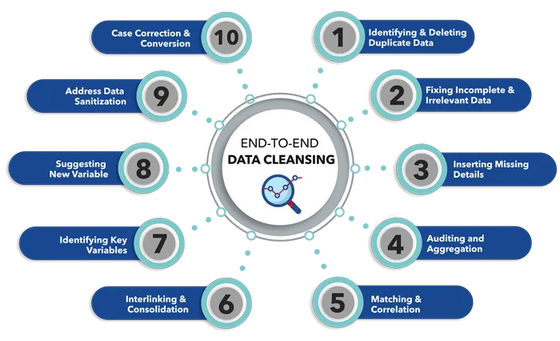 END-TO-END
DATA CLEANSING
1
Identifying & Deleting
Duplicate Data
2
Fixing Incomplete &
Irrelevant Data
3
Inserting Missing
Details
4
Auditing and
Aggregation
5
Matching &
Correlation
6
Interlinking &
Consolidation
7
Identifying Key
Variables
8
Suggesting
New Variable
9
Address Data
Sanitization
10
Case Correction &
Conversion